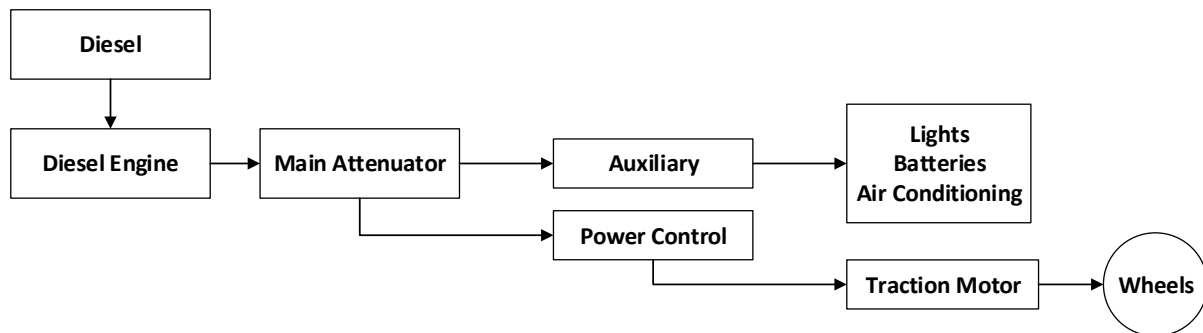 Diesel
Diesel Engine
Main Attenuator
Auxiliary
Lights
Batteries
Air Conditioning
Power Control
Traction Motor
Wheels